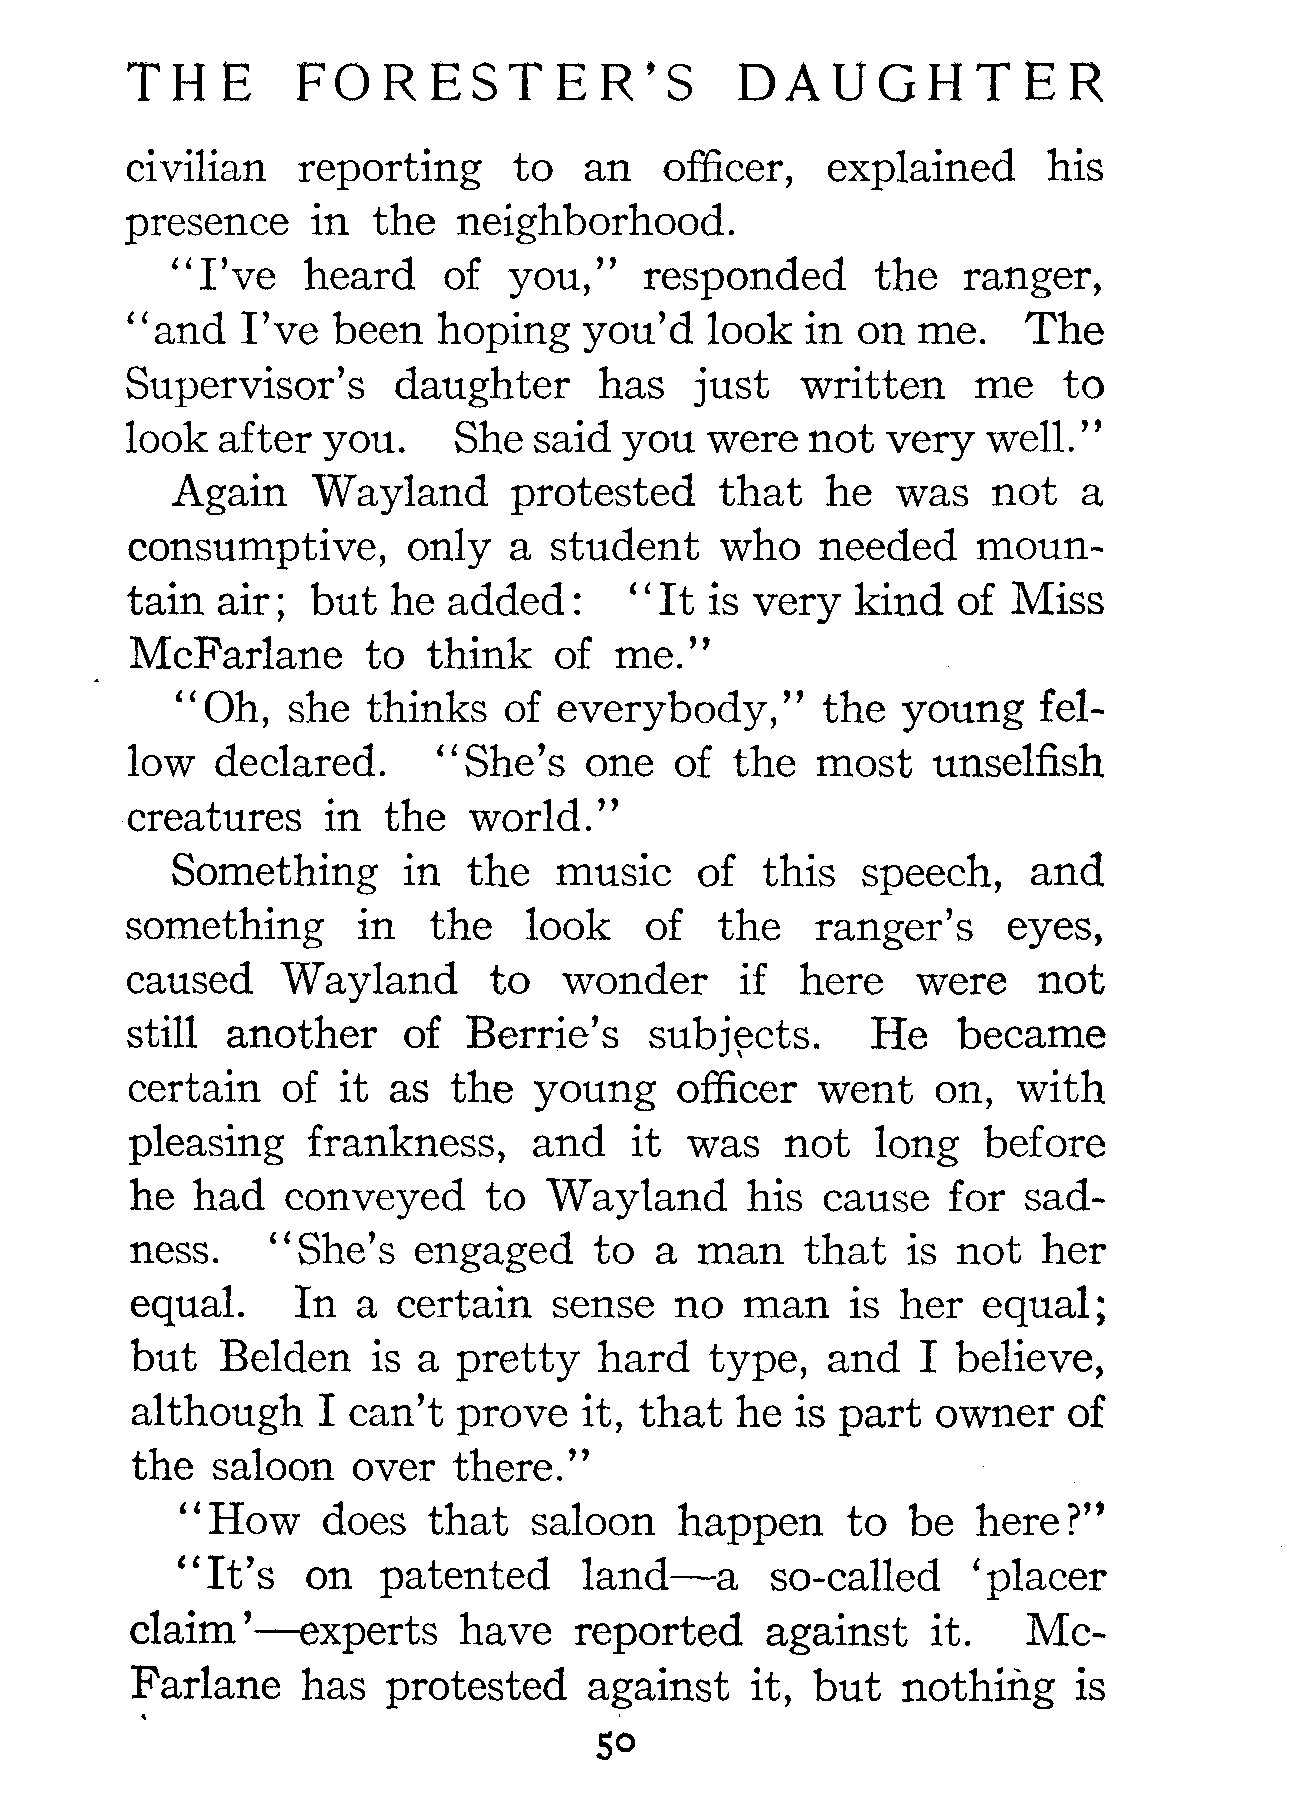 THE FORESTER'S DAUGHTER
civilian reporting to an officer, explained his
presence in the neighborhood.
"I've heard of you," responded the ranger,
"and I've been hoping you'd look in on me. The
Supervisor's daughter has just written me to
look after you. She said you were not very well."
Again Wayland protested that he was not a
consumptive, only a student who needed moun-
tain air; but he added: "It is very kind of Miss
McFarlane to think of me."
"Oh, she thinks of everybody," the young fel-
low declared. "She's one of the most unselfish
creatures in the world."
Something in the music of this speech, and
something in the look of the ranger's eyes,
caused Wayland to wonder if here were not
still another of Berrie's subjects. He became
certain of it as the young officer went on, with
pleasing frankness, and it was not long before
he had conveyed to Wayland his cause for sad-
ness. "She's engaged to a man that is not her
equal. In a certain sense no man is her equal;
but Belden is a pretty hard type, and I believe,
although I can't prove it, that he is part owner of
the saloon over there."
"How does that saloon happen to be here?"
"It's on patented land—a so-called 'placer
claim'—experts have reported against it. Mc-
Farlane has protested against it, but nothing is
50